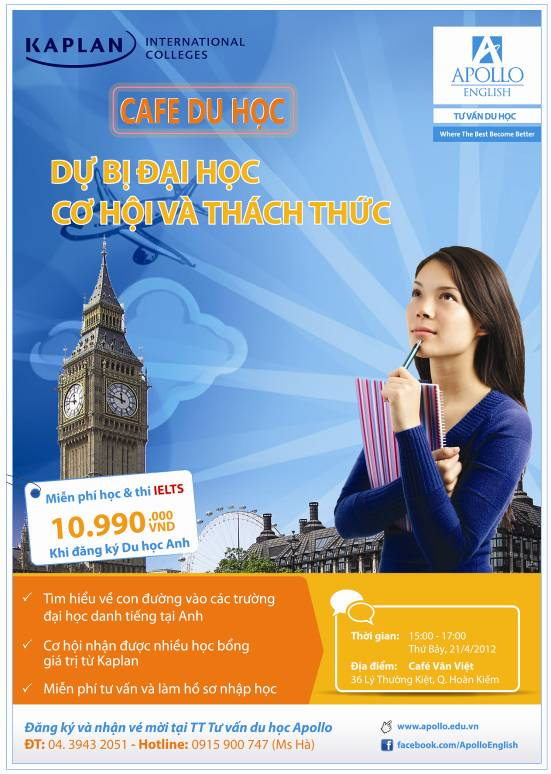 KAPLAN INTERNATIONAL
COLLEGES
APOLLO
ENGLISH
TƯ VẤN DU HỌC
Where The Best Become Better
CAFE DU HỌC
DỰ BỊ ĐẠI HỌC
CƠ HỘI VÀ THÁCH THỨC
Miễn phí học & thi IELTS
10.990.000 VND
Khi đăng ký Du học Anh
✓ Tìm hiểu về con đường vào các trường
đại học danh tiếng tại Anh
✓ Cơ hội nhận được nhiều học bổng
giá trị từ Kaplan
✓ Miễn phí tư vấn và làm hồ sơ nhập học
Thời gian: 15:00 - 17:00
Thứ Bảy, 21/4/2012
Địa điểm: Café Văn Việt
36 Lý Thường Kiệt, Q. Hoàn Kiếm
Đăng ký và nhận vé mời tại TT Tư vấn du học Apollo
ĐT: 04. 3943 2051 - Hotline: 0915 900 747 (Ms Hà)
www.apollo.edu.vn
facebook.com/ApolloEnglish